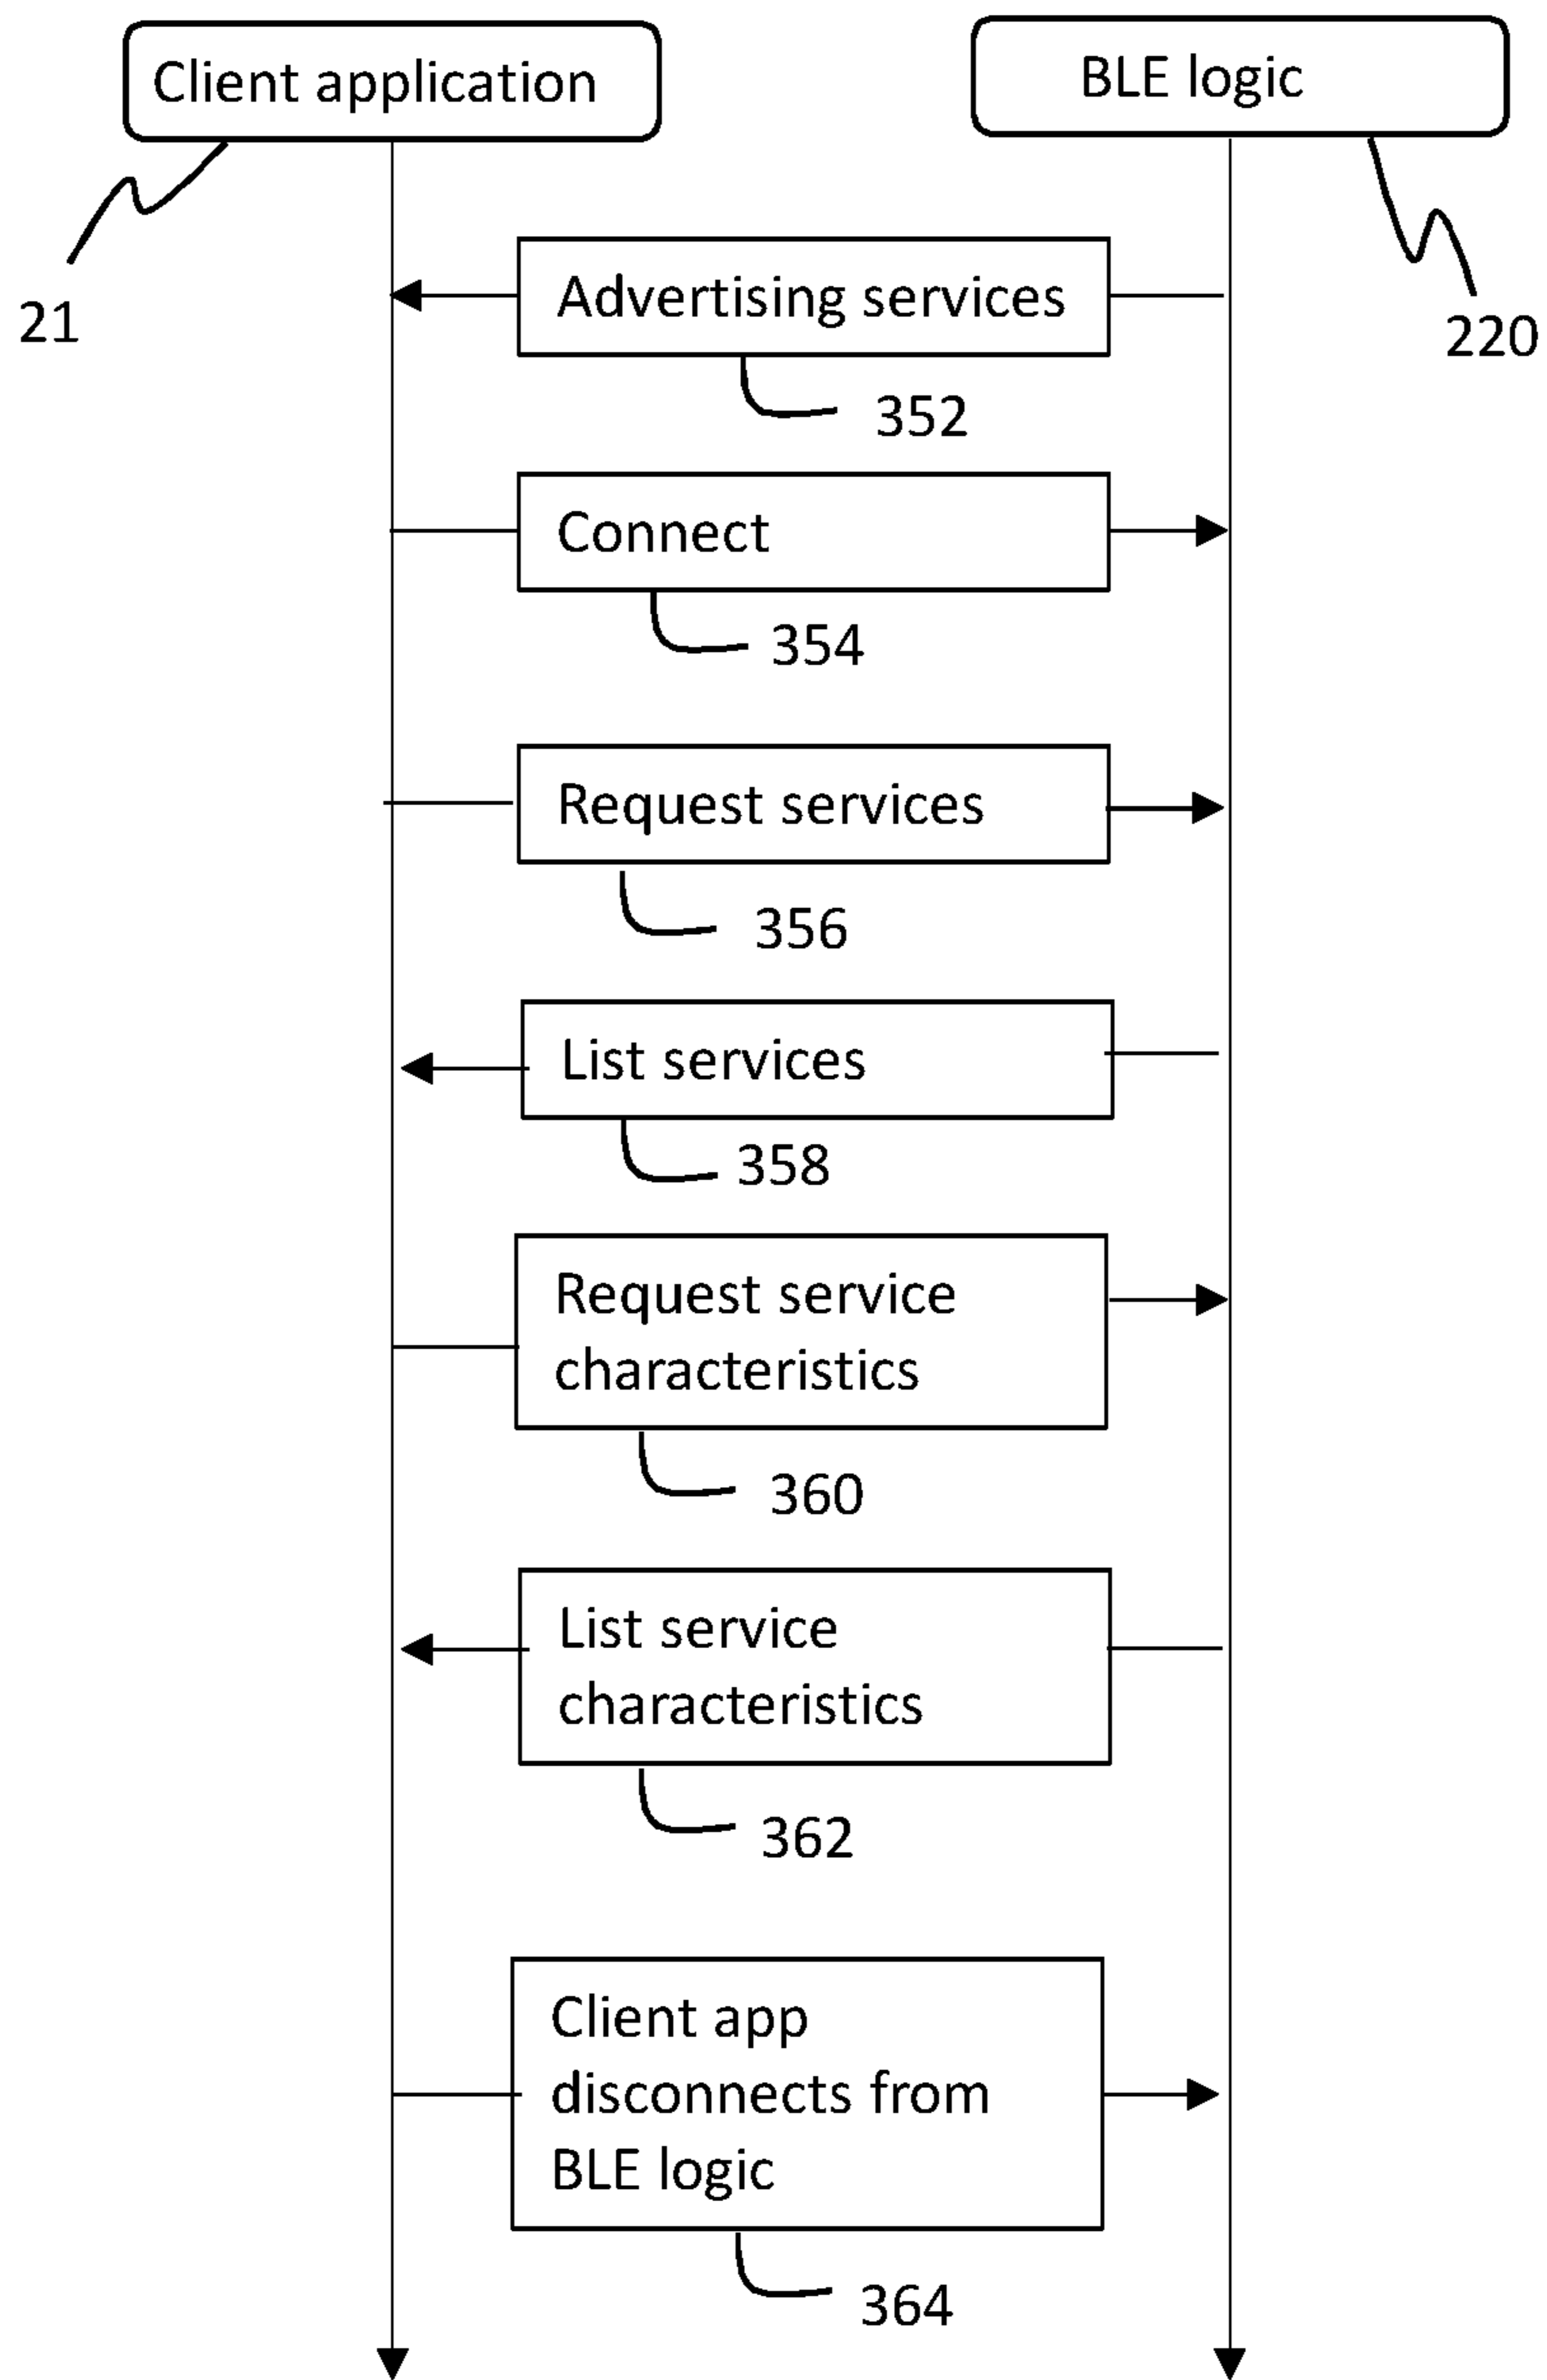 Client application
BLE logic
21
220
Advertising services
352
Connect
354
Request services
356
List services
358
Request service
characteristics
360
List service
characteristics
362
Client app
disconnects from
BLE logic
364